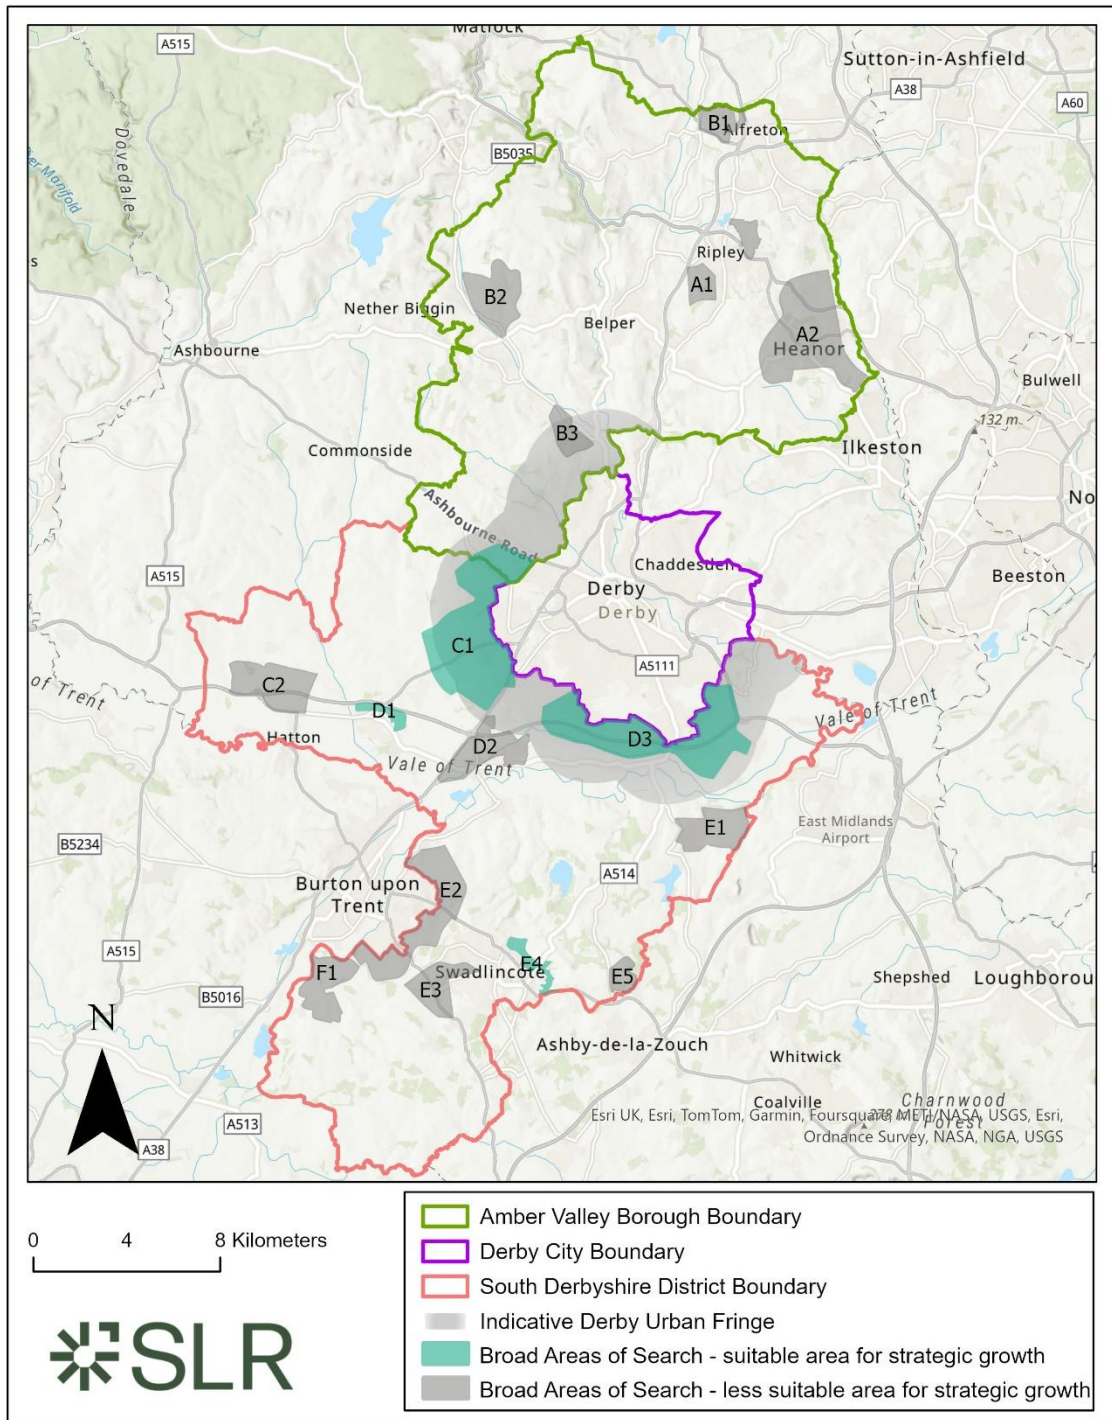 Matlock
A515
Sutton-in-Ashfield
A38
A60
B1
Alfreton
Dovedale
B5035
River Manifold
s
Ripley
A1
B2
Nether Biggin
Belper
A2
Heanor
Ashbourne
Bulwell
132 m
B3
Commonside
Ilkeston
No
Ashbourne Road
A515
Chaddesden
Beeston
Derby
Derby
C1
A5111
of Trent
C2
D1
Vale of Trent
Hatton
D2
D3
Vale of Trent
E1
East Midlands
Airport
B5234
A514
Burton upon
Trent
E2
A515
E4
F1
Swadlincote
E5
Shepshed
Loughborou
E3
B5016
N
Ashby-de-la-Zouch
Whitwick
Coalville
Charnwood
Forest
Esri UK, Esri, TomTom, Garmin, Foursquare, METI/NASA, USGS, Esri,
Ordnance Survey, NASA, NGA, USGS
A513
A38
0 4 8 Kilometers
SLR
Amber Valley Borough Boundary
Derby City Boundary
South Derbyshire District Boundary
Indicative Derby Urban Fringe
Broad Areas of Search - suitable area for strategic growth
Broad Areas of Search - less suitable area for strategic growth